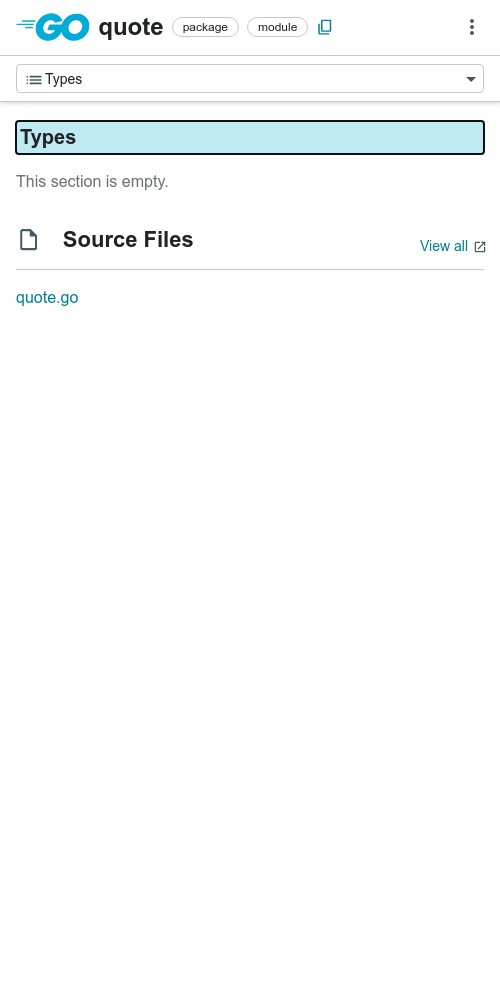 GO quote package module
Types
Types
This section is empty.
Source Files
View all
quote.go